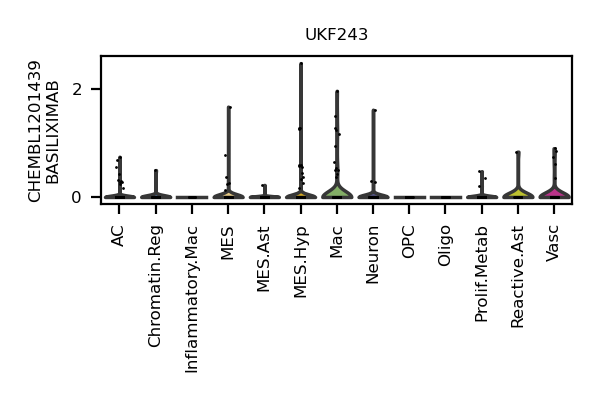 UKF243
CHEMBL1201439
BASILIXIMAB
2
0
AC
Chromatin.Reg
Inflammatory.Mac
MES
MES.Ast
MES.Hyp
Mac
Neuron
OPC
Oligo
Prolif.Metab
Reactive.Ast
Vasc